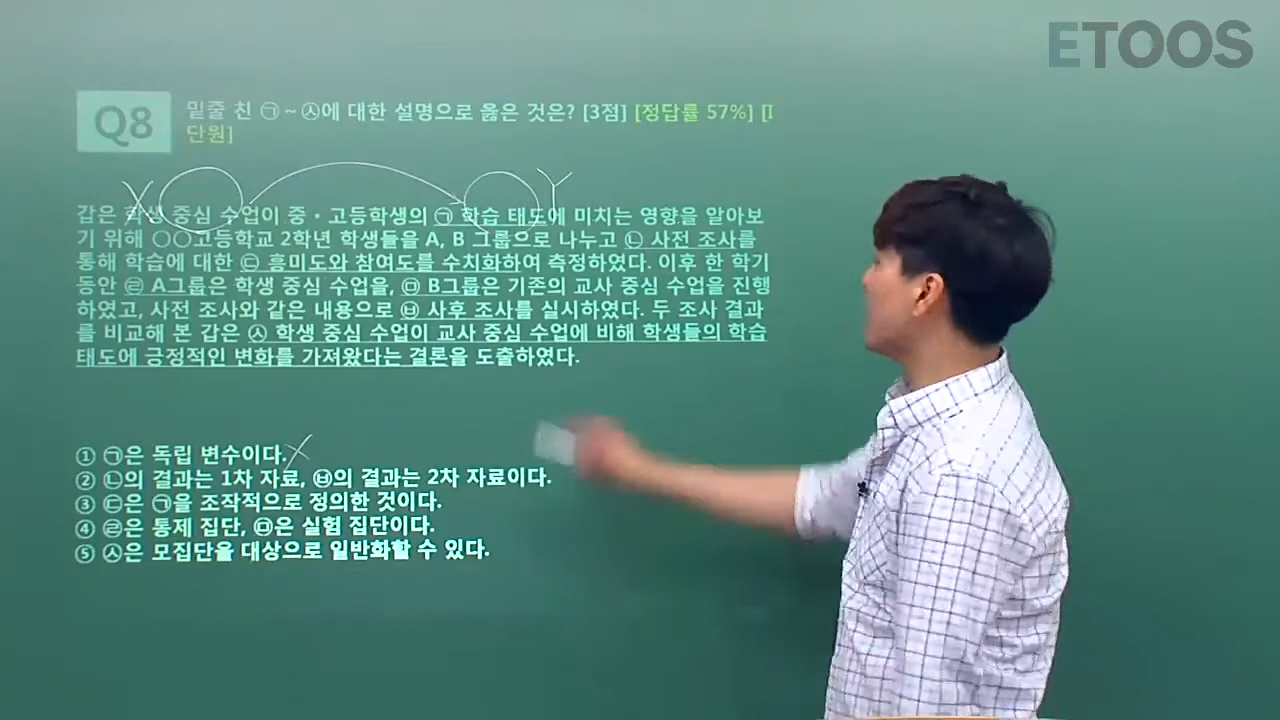 ETOOS
Q8
밑줄 친 ㉠~㉦에 대한 설명으로 옳은 것은? [3점] [정답률 57%] [I
단원]
X Y
갑은 학생 중심 수업이 중·고등학생의 ㉠ 학습 태도에 미치는 영향을 알아보
기 위해 ○○고등학교 2학년 학생들을 A, B 그룹으로 나누고 ㉡ 사전 조사를
통해 학습에 대한 ㉢ 흥미도와 참여도를 수치화하여 측정하였다. 이후 한 학기
동안 ㉣ A그룹은 학생 중심 수업을, ㉤ B그룹은 기존의 교사 중심 수업을 진행
하였고, 사전 조사와 같은 내용으로 ㉥ 사후 조사를 실시하였다. 두 조사 결과
를 비교해 본 갑은 ㉦ 학생 중심 수업이 교사 중심 수업에 비해 학생들의 학습
태도에 긍정적인 변화를 가져왔다는 결론을 도출하였다.
① ㉠은 독립 변수이다. X
② ㉡의 결과는 1차 자료, ㉥의 결과는 2차 자료이다.
③ ㉢은 ㉠을 조작적으로 정의한 것이다.
④ ㉣은 통제 집단, ㉤은 실험 집단이다.
⑤ ㉦은 모집단을 대상으로 일반화할 수 있다.